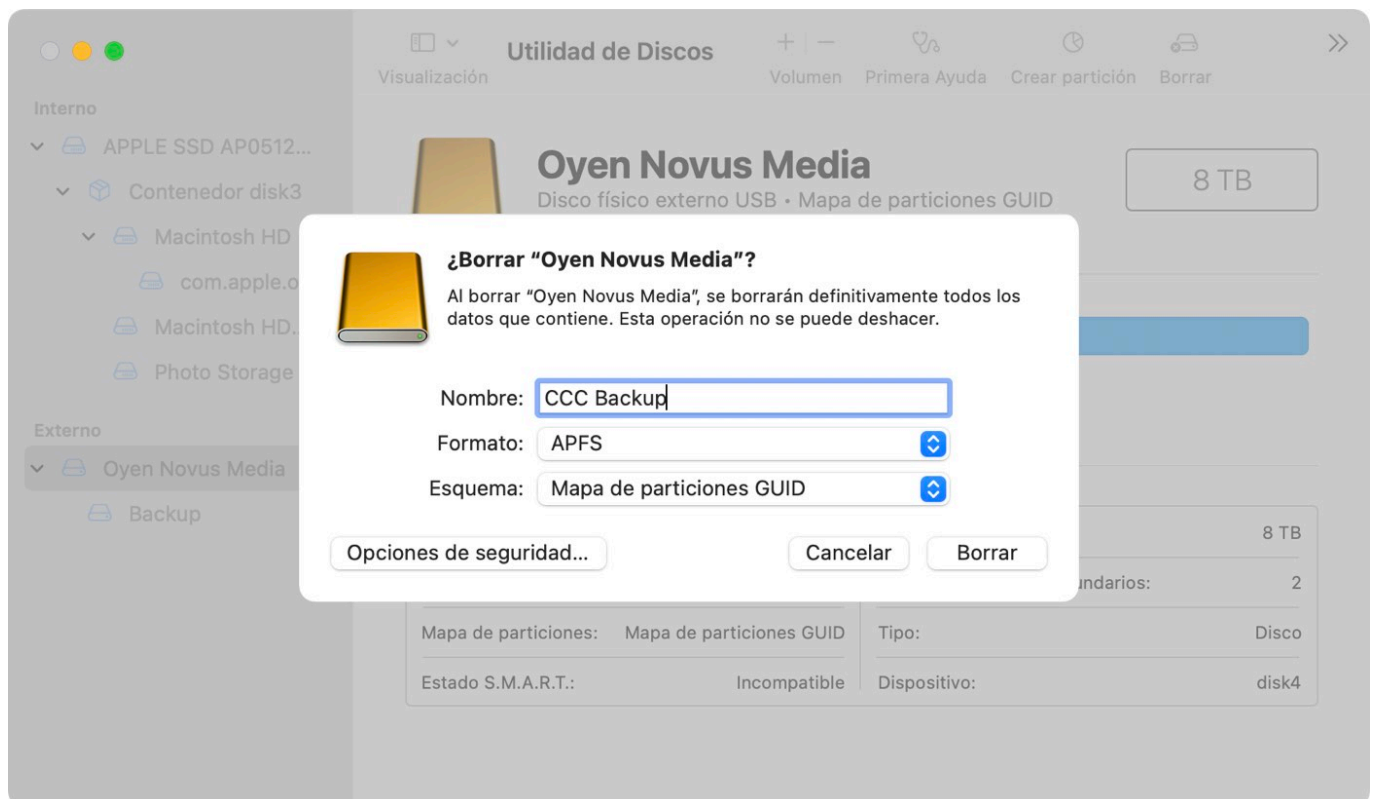 Utilidad de Discos
Visualización
Volumen
Primera Ayuda
Crear partición
Borrar
Interno
APPLE SSD AP0512...
Contenedor disk3
Macintosh HD
com.apple.o
Macintosh HD.
Photo Storage
Externo
Oyen Novus Media
Backup
Oyen Novus Media
Disco físico externo USB • Mapa de particiones GUID
8 TB
¿Borrar “Oyen Novus Media”?
Al borrar “Oyen Novus Media”, se borrarán definitivamente todos los
datos que contiene. Esta operación no se puede deshacer.
Nombre: CCC Backup
Formato: APFS
Esquema: Mapa de particiones GUID
Opciones de seguridad...
Cancelar
Borrar
8 TB
2
Mapa de particiones: Mapa de particiones GUID
Tipo: Disco
Estado S.M.A.R.T.: Incompatible
Dispositivo: disk4